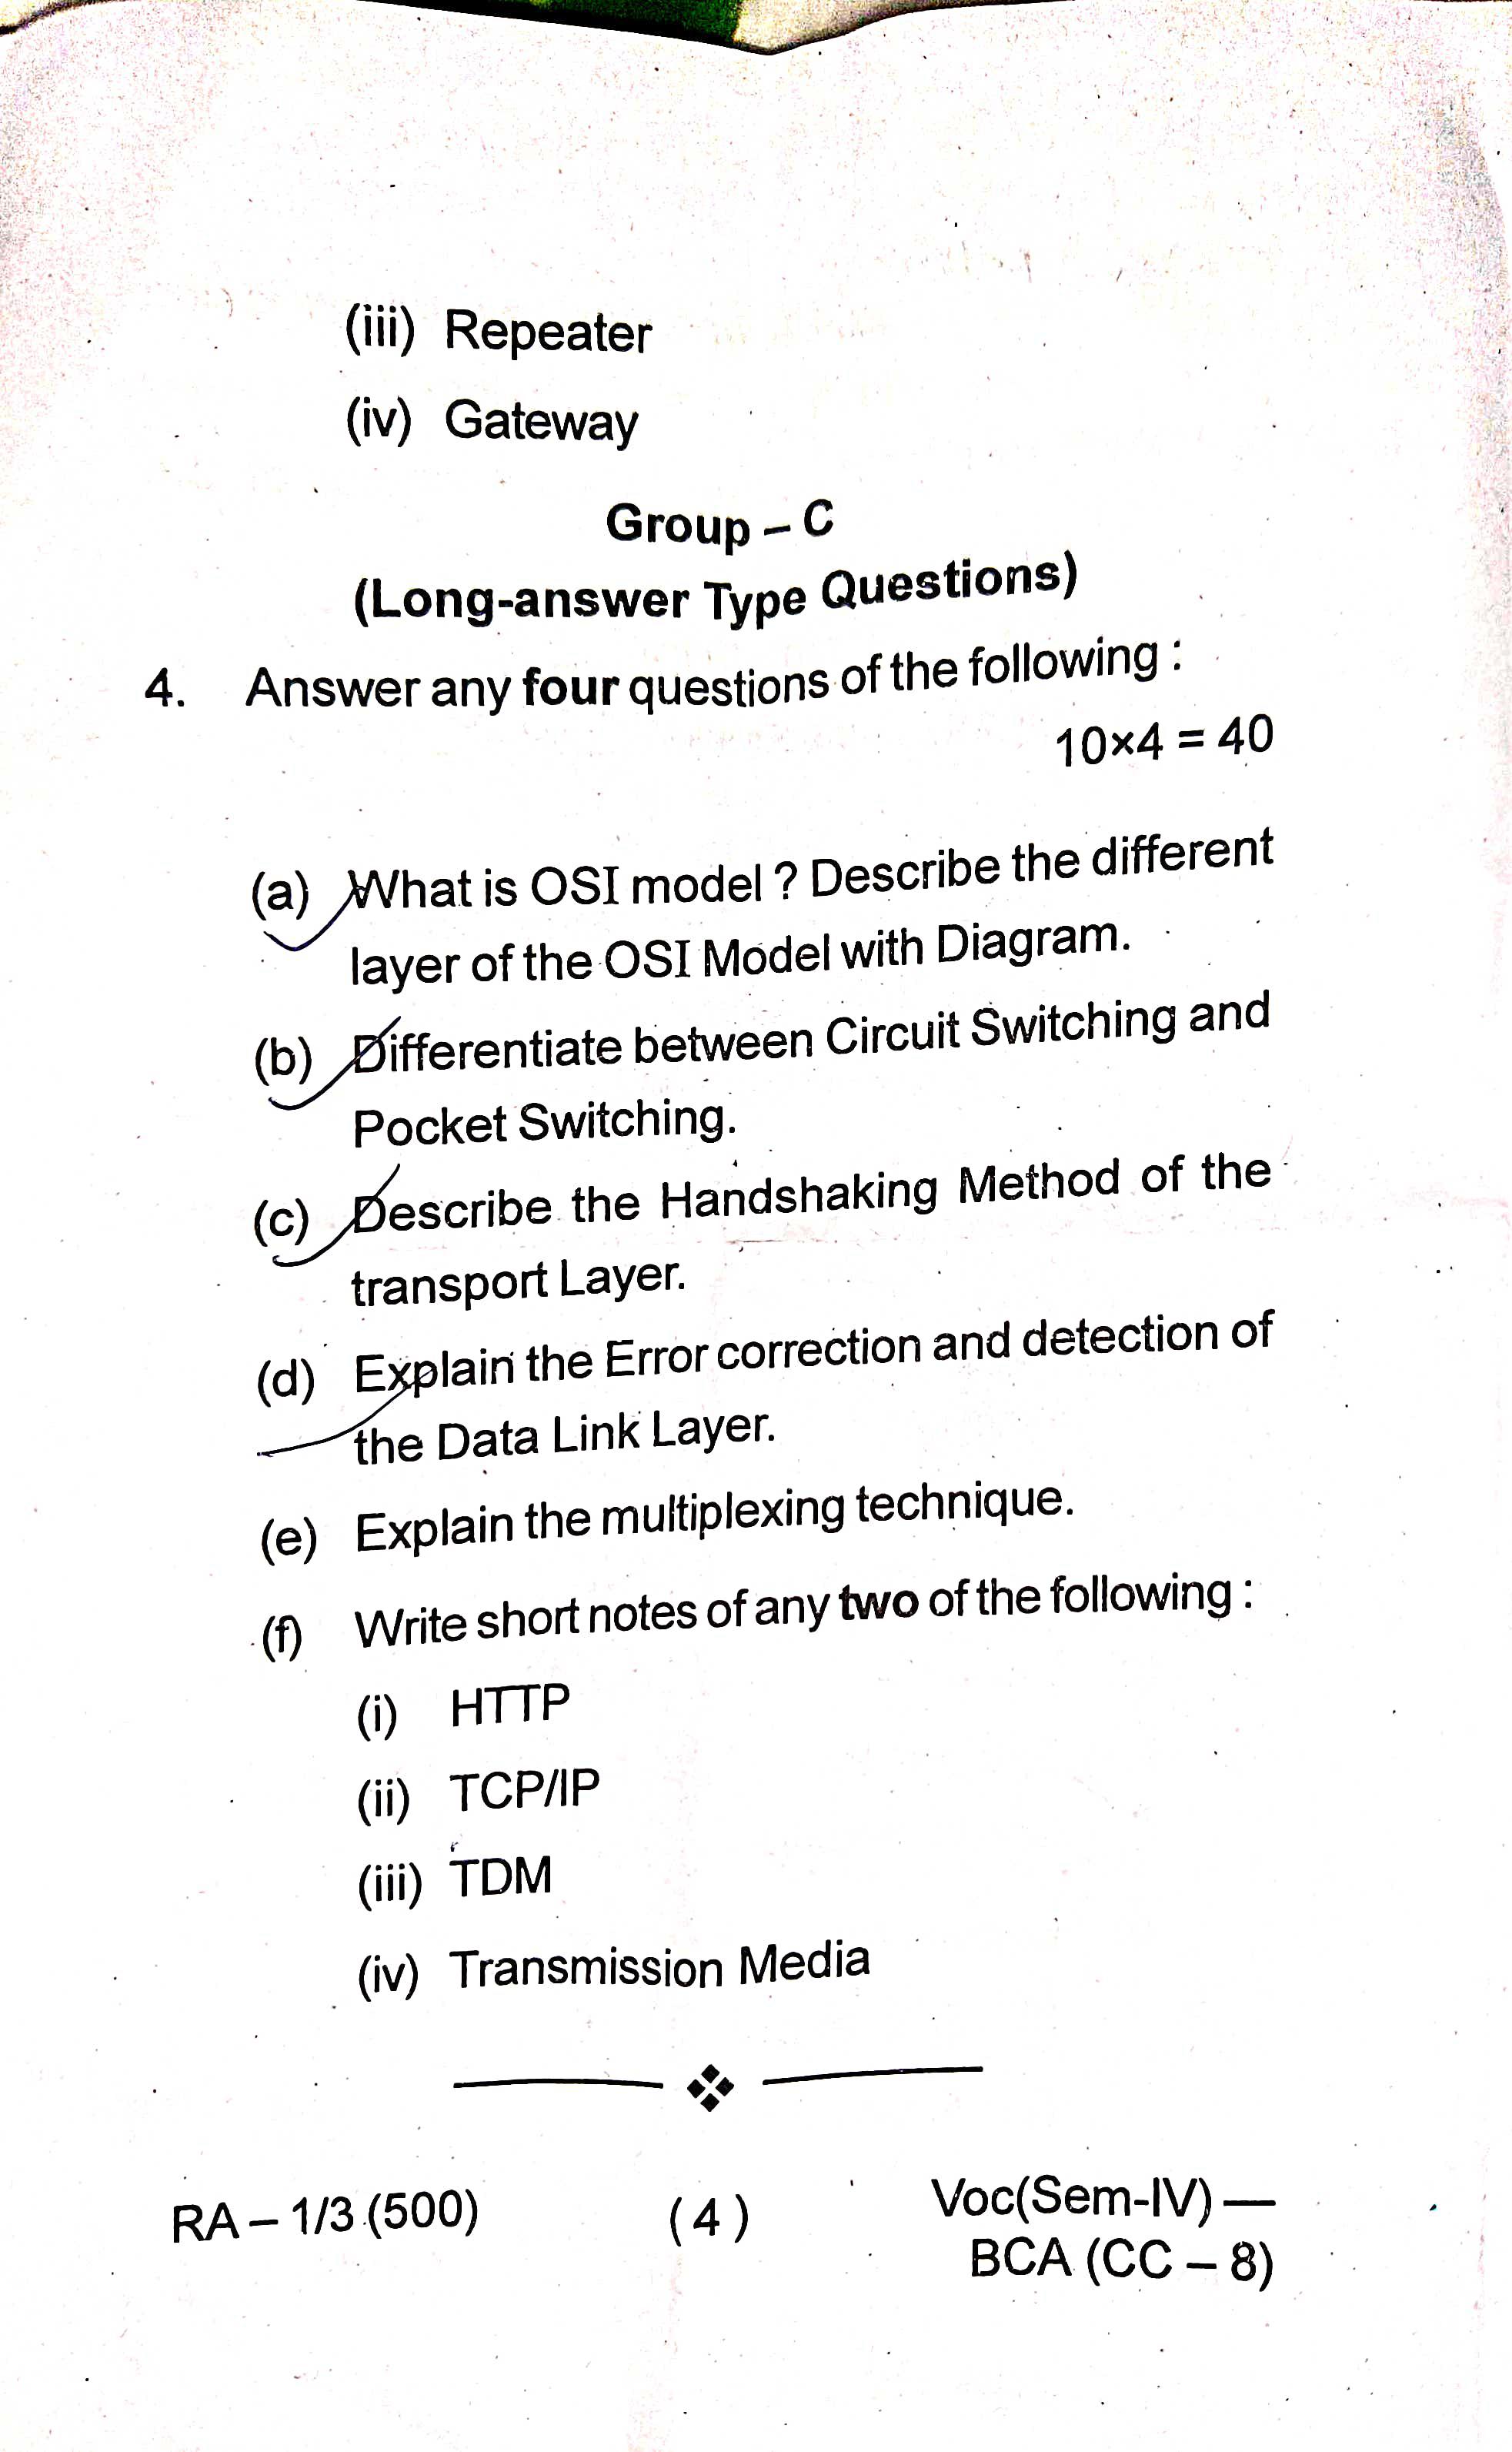 (iii) Repeater
(iv) Gateway
Group – C
(Long-answer Type Questions)
4. Answer any four questions of the following :
10×4 = 40
(a) What is OSI model ? Describe the different
layer of the OSI Model with Diagram.
(b) Differentiate between Circuit Switching and
Pocket Switching.
(c) Describe the Handshaking Method of the
transport Layer.
(d) Explain the Error correction and detection of
the Data Link Layer.
(e) Explain the multiplexing technique.
(f) Write short notes of any two of the following :
(i) HTTP
(ii) TCP/IP
(iii) TDM
(iv) Transmission Media
RA – 1/3 (500) ( 4 ) Voc(Sem-IV) —
BCA (CC – 8)